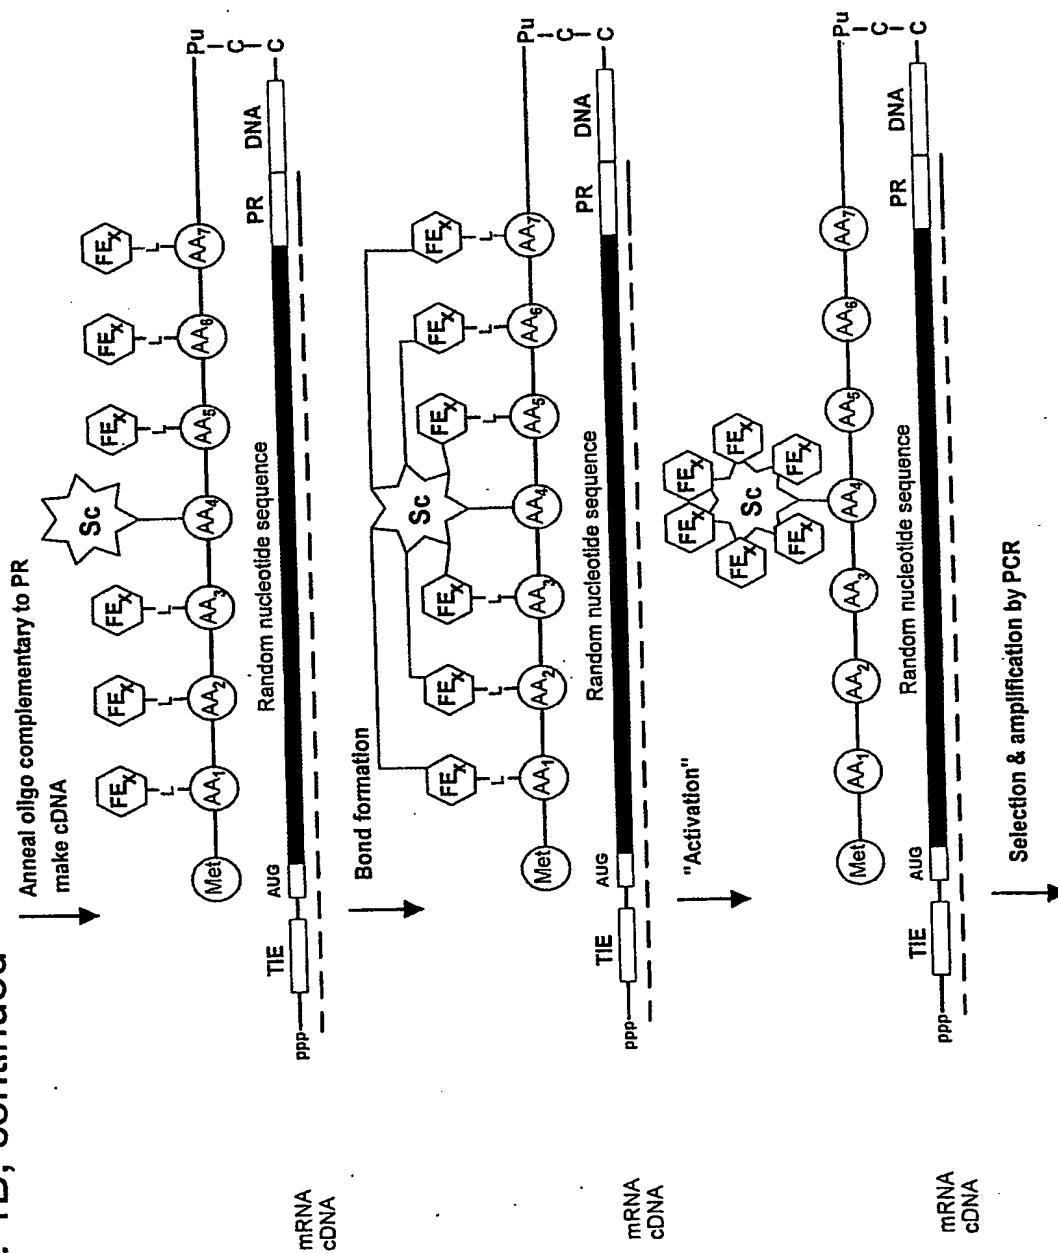 1B, continued
Anneal oligo complementary to PR
make cDNA
FEX FEX FEX Sc FEX FEX FEX
L L L L L L
Met AA1 AA2 AA3 AA4 AA5 AA6 AA7 Pu
C
C
Random nucleotide sequence
TIE AUG PR DNA
mRNA ppp
cDNA
Bond formation
FEX FEX FEX Sc FEX FEX FEX
L L L L L L
Met AA1 AA2 AA3 AA4 AA5 AA6 AA7 Pu
C
C
Random nucleotide sequence
TIE AUG PR DNA
mRNA ppp
cDNA
"Activation"
FEX FEX FEX Sc FEX FEX FEX
Met AA1 AA2 AA3 AA4 AA5 AA6 AA7 Pu
C
C
Random nucleotide sequence
TIE AUG PR DNA
mRNA ppp
cDNA
Selection & amplification by PCR